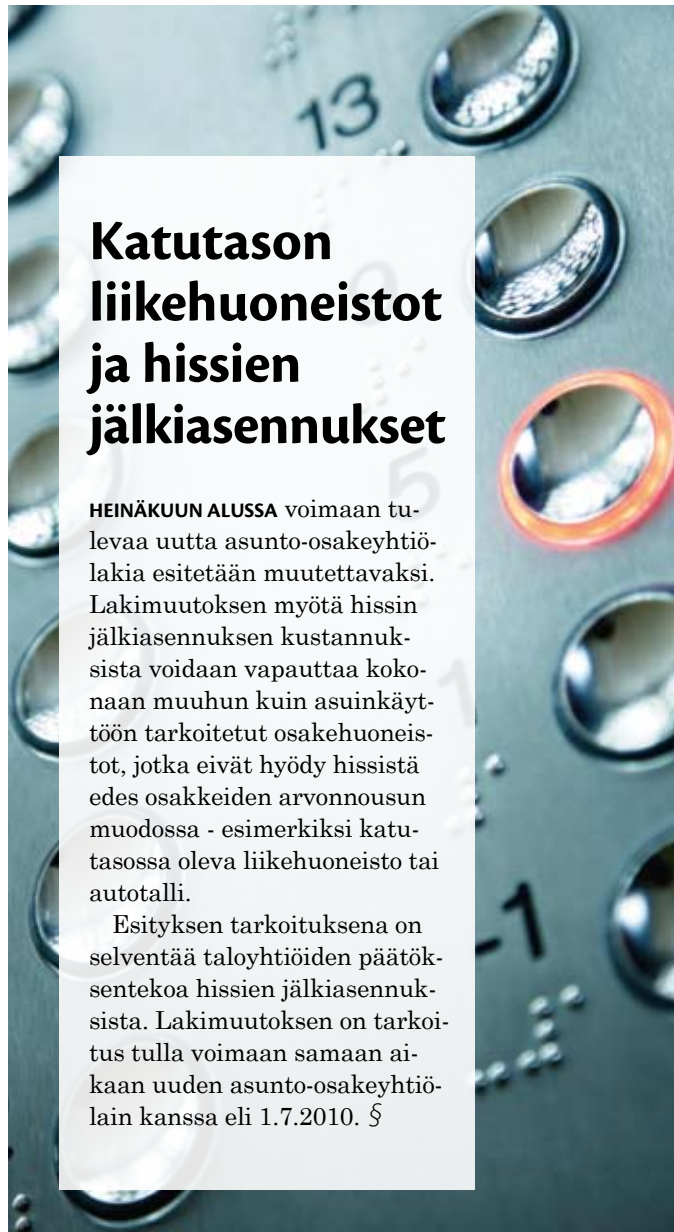 13
9
5
1
-1
Katutason
liikehuoneistot
ja hissien
jälkiasennukset
HEINÄKUUN ALUSSA voimaan tu-
levaa uutta asunto-osakeyhtiö-
lakia esitetään muutettavaksi.
Lakimuutoksen myötä hissin
jälkiasennuksen kustannuk-
sista voidaan vapauttaa koko-
naan muuhun kuin asuinkäyt-
töön tarkoitetut osakehuoneis-
tot, jotka eivät hyödy hissistä
edes osakkeiden arvonnousun
muodossa - esimerkiksi katu-
tasossa oleva liikehuoneisto tai
autotalli.
Esityksen tarkoituksena on
selventää taloyhtiöiden päätök-
sentekoa hissien jälkiasennuk-
sista. Lakimuutoksen on tarkoi-
tus tulla voimaan samaan ai-
kaan uuden asunto-osakeyhtiö-
lain kanssa eli 1.7.2010. §